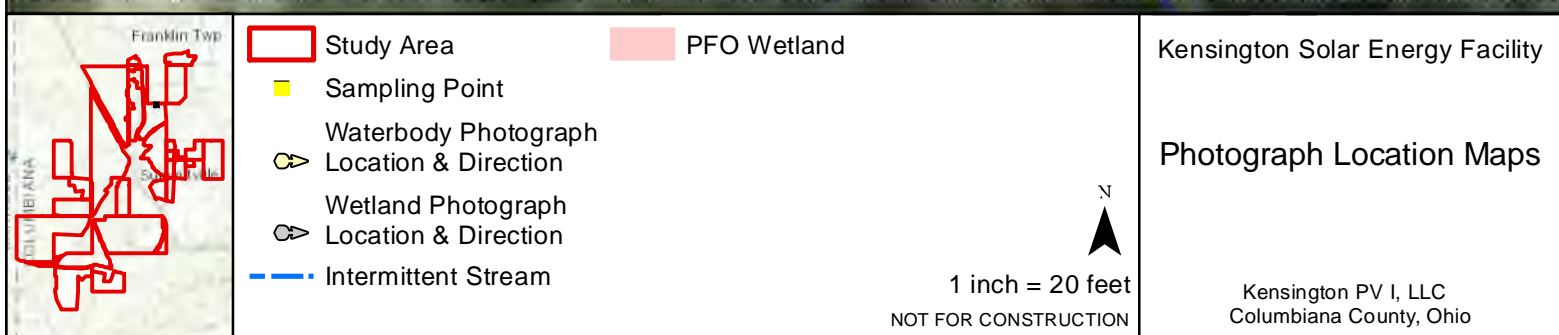 Franklin Twp
COLUMBIANA
Study Area
Sampling Point
Waterbody Photograph
Location & Direction
Wetland Photograph
Location & Direction
Intermittent Stream
PFO Wetland
N
1 inch = 20 feet
NOT FOR CONSTRUCTION
Kensington Solar Energy Facility
Photograph Location Maps
Kensington PV I, LLC
Columbiana County, Ohio